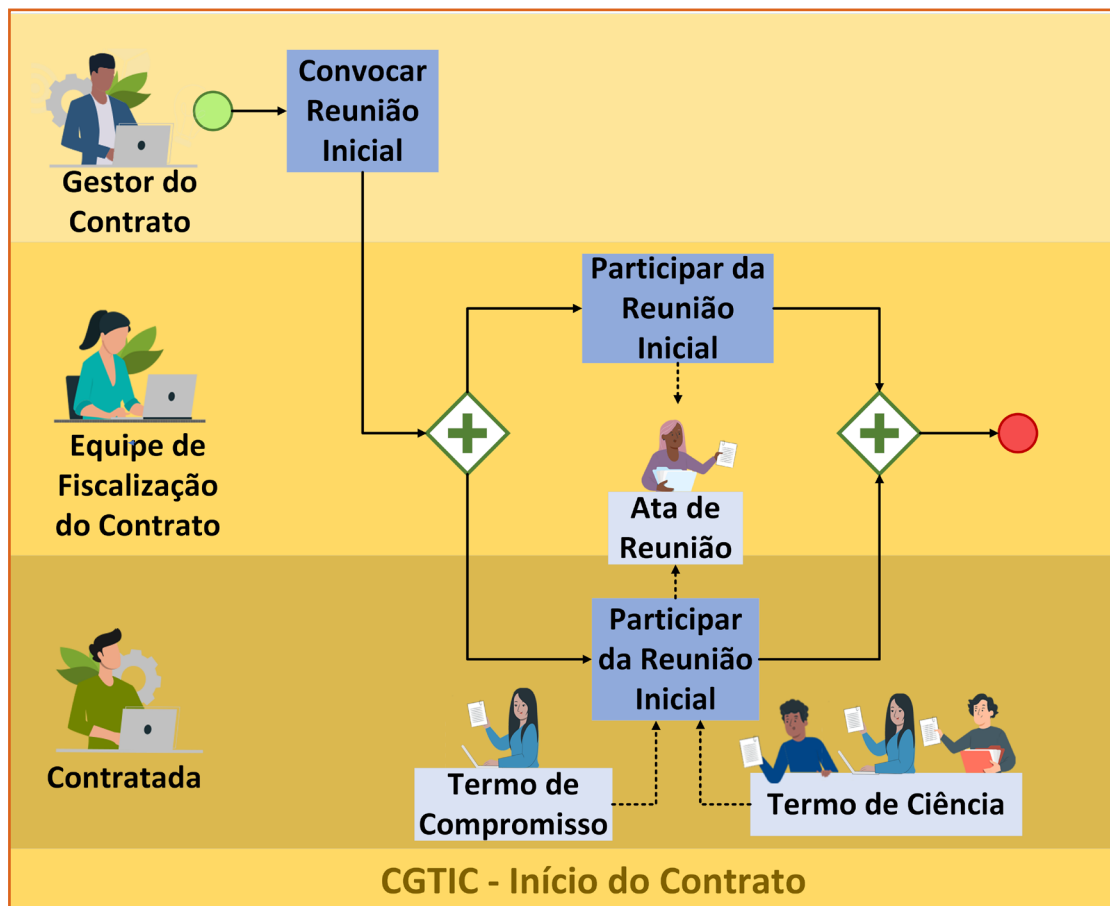 Convocar
Reunião
Inicial
Gestor do
Contrato
Participar da
Reunião
Inicial
Equipe de
Fiscalização
do Contrato
Ata de
Reunião
Participar
da Reunião
Inicial
Contratada
Termo de
Compromisso
Termo de Ciência
CGTIC - Início do Contrato